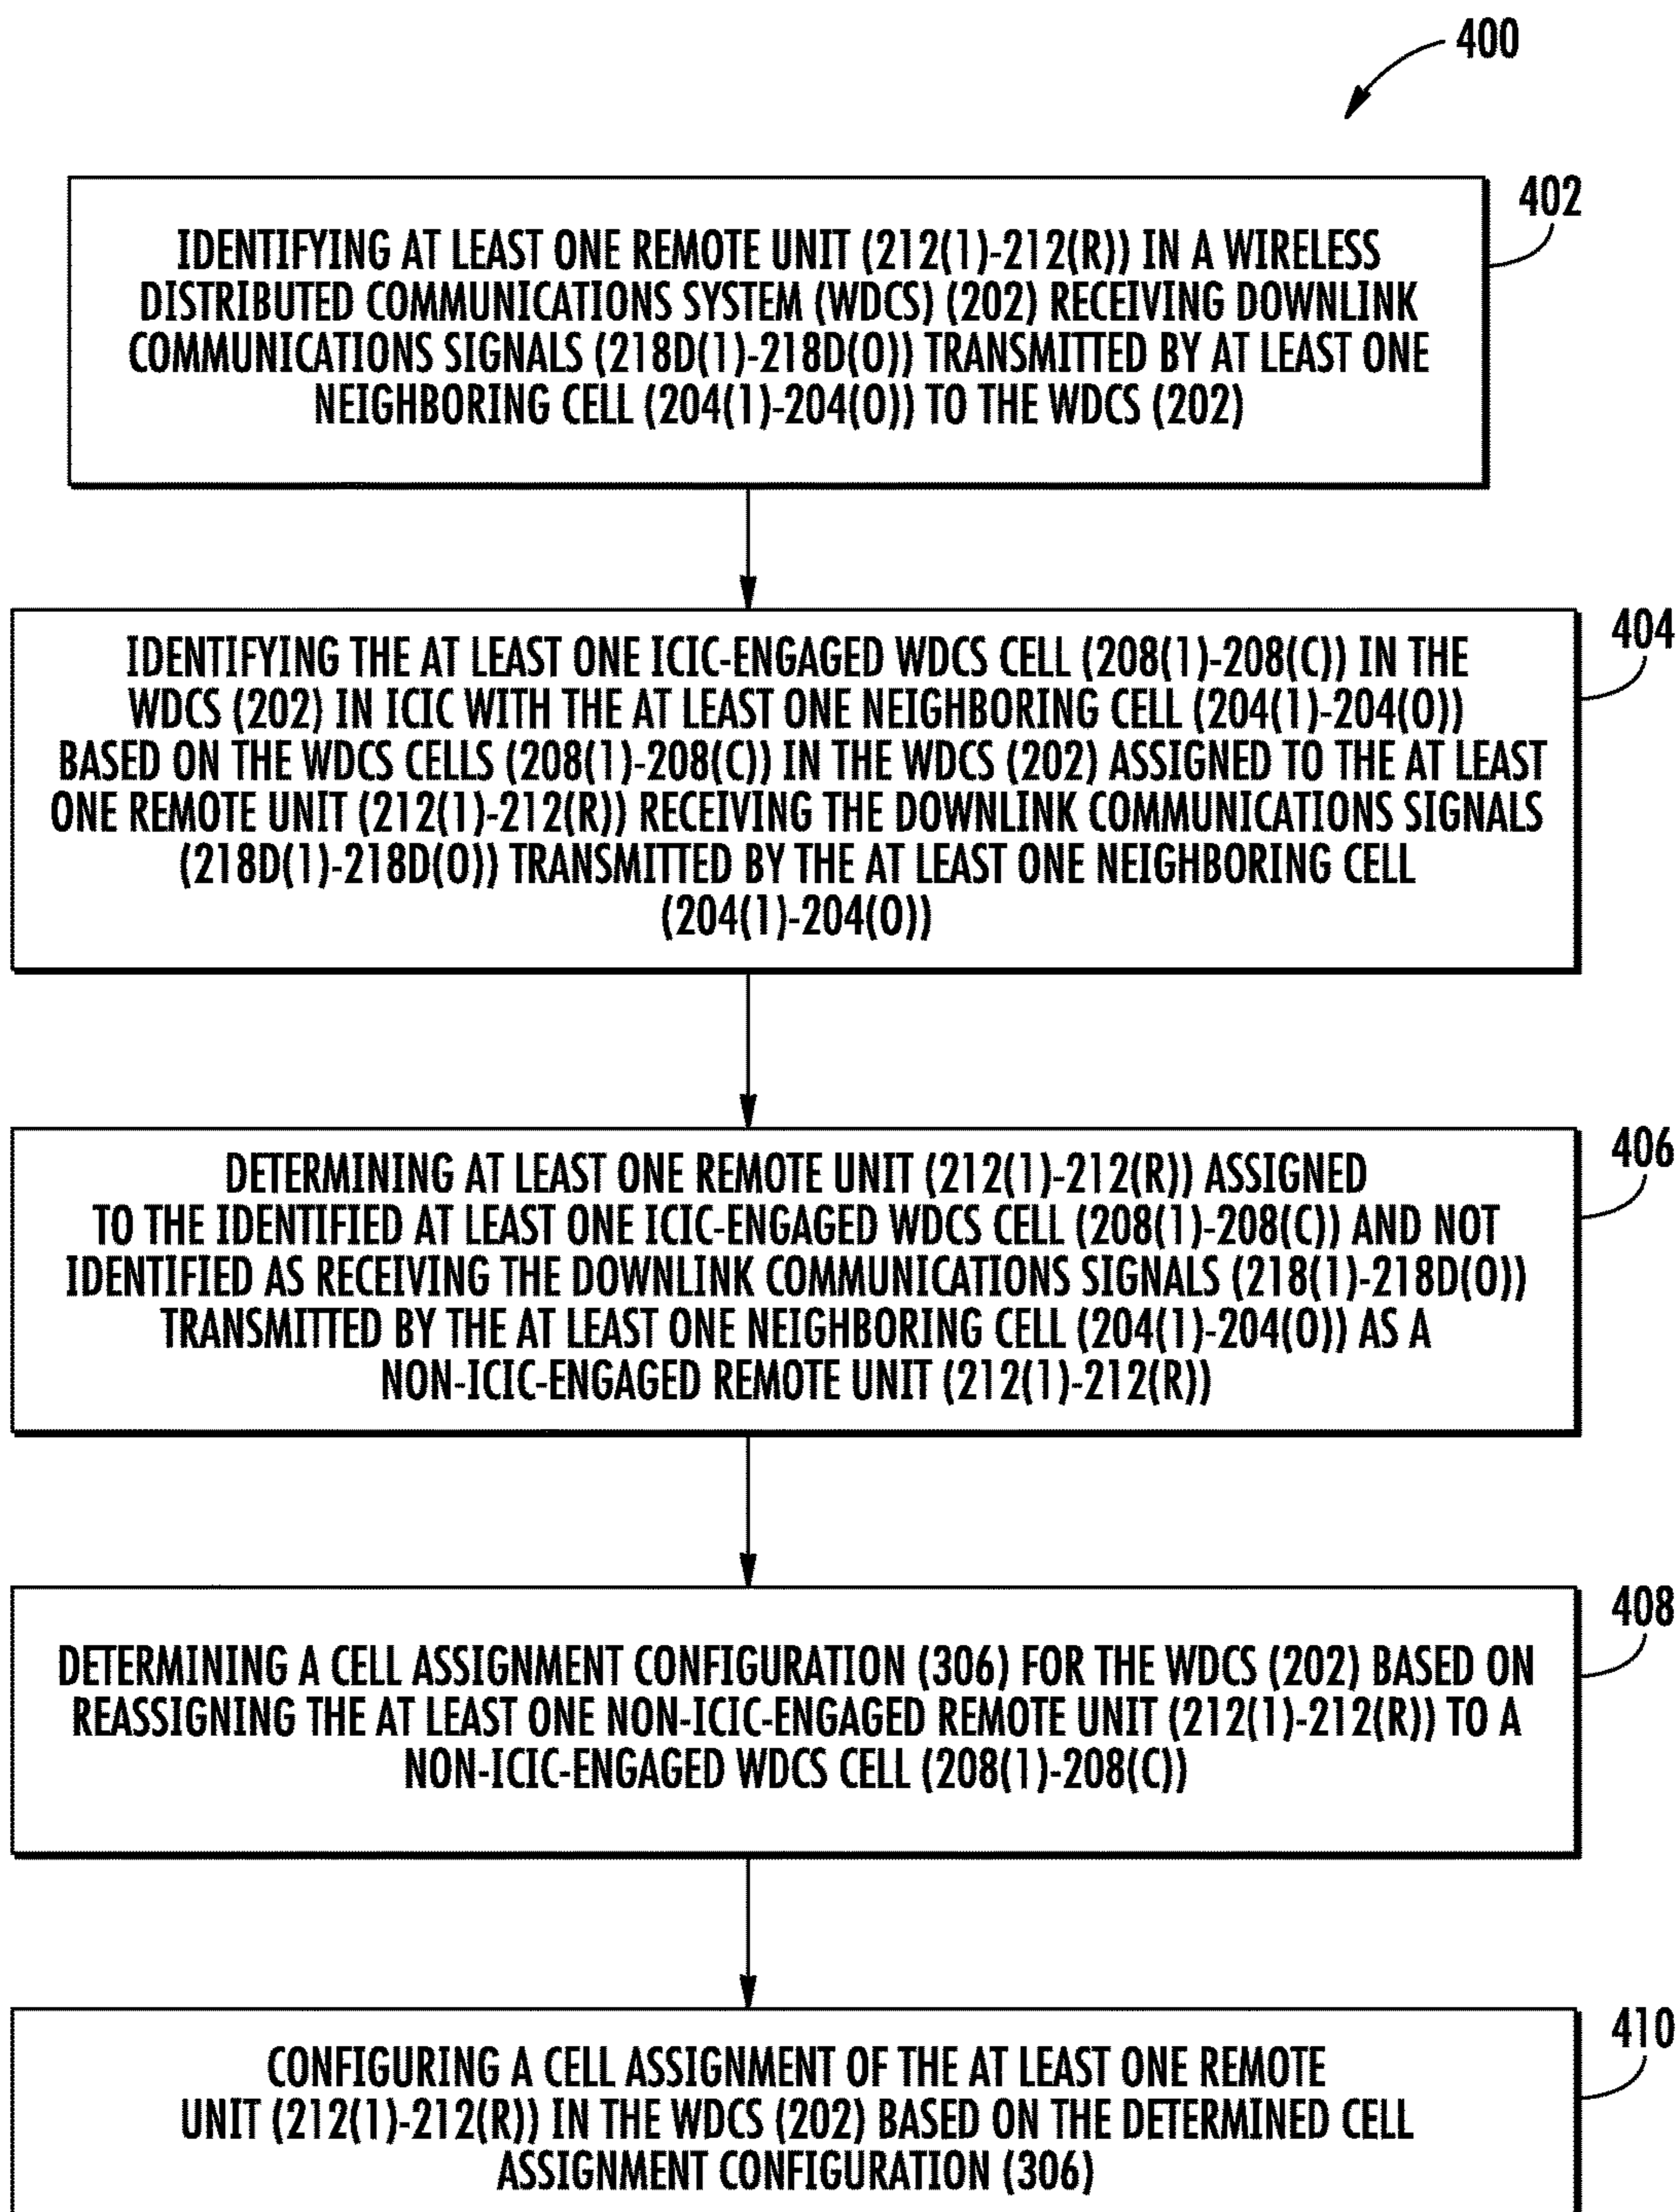 400
402
IDENTIFYING AT LEAST ONE REMOTE UNIT (212(1)-212(R)) IN A WIRELESS
DISTRIBUTED COMMUNICATIONS SYSTEM (WDCS) (202) RECEIVING DOWNLINK
COMMUNICATIONS SIGNALS (218D(1)-218D(O)) TRANSMITTED BY AT LEAST ONE
NEIGHBORING CELL (204(1)-204(O)) TO THE WDCS (202)
404
IDENTIFYING THE AT LEAST ONE ICIC-ENGAGED WDCS CELL (208(1)-208(C)) IN THE
WDCS (202) IN ICIC WITH THE AT LEAST ONE NEIGHBORING CELL (204(1)-204(O))
BASED ON THE WDCS CELLS (208(1)-208(C)) IN THE WDCS (202) ASSIGNED TO THE AT LEAST
ONE REMOTE UNIT (212(1)-212(R)) RECEIVING THE DOWNLINK COMMUNICATIONS SIGNALS
(218D(1)-218D(O)) TRANSMITTED BY THE AT LEAST ONE NEIGHBORING CELL
(204(1)-204(O))
406
DETERMINING AT LEAST ONE REMOTE UNIT (212(1)-212(R)) ASSIGNED
TO THE IDENTIFIED AT LEAST ONE ICIC-ENGAGED WDCS CELL (208(1)-208(C)) AND NOT
IDENTIFIED AS RECEIVING THE DOWNLINK COMMUNICATIONS SIGNALS (218(1)-218D(O))
TRANSMITTED BY THE AT LEAST ONE NEIGHBORING CELL (204(1)-204(O)) AS A
NON-ICIC-ENGAGED REMOTE UNIT (212(1)-212(R))
408
DETERMINING A CELL ASSIGNMENT CONFIGURATION (306) FOR THE WDCS (202) BASED ON
REASSIGNING THE AT LEAST ONE NON-ICIC-ENGAGED REMOTE UNIT (212(1)-212(R)) TO A
NON-ICIC-ENGAGED WDCS CELL (208(1)-208(C))
410
CONFIGURING A CELL ASSIGNMENT OF THE AT LEAST ONE REMOTE
UNIT (212(1)-212(R)) IN THE WDCS (202) BASED ON THE DETERMINED CELL
ASSIGNMENT CONFIGURATION (306)